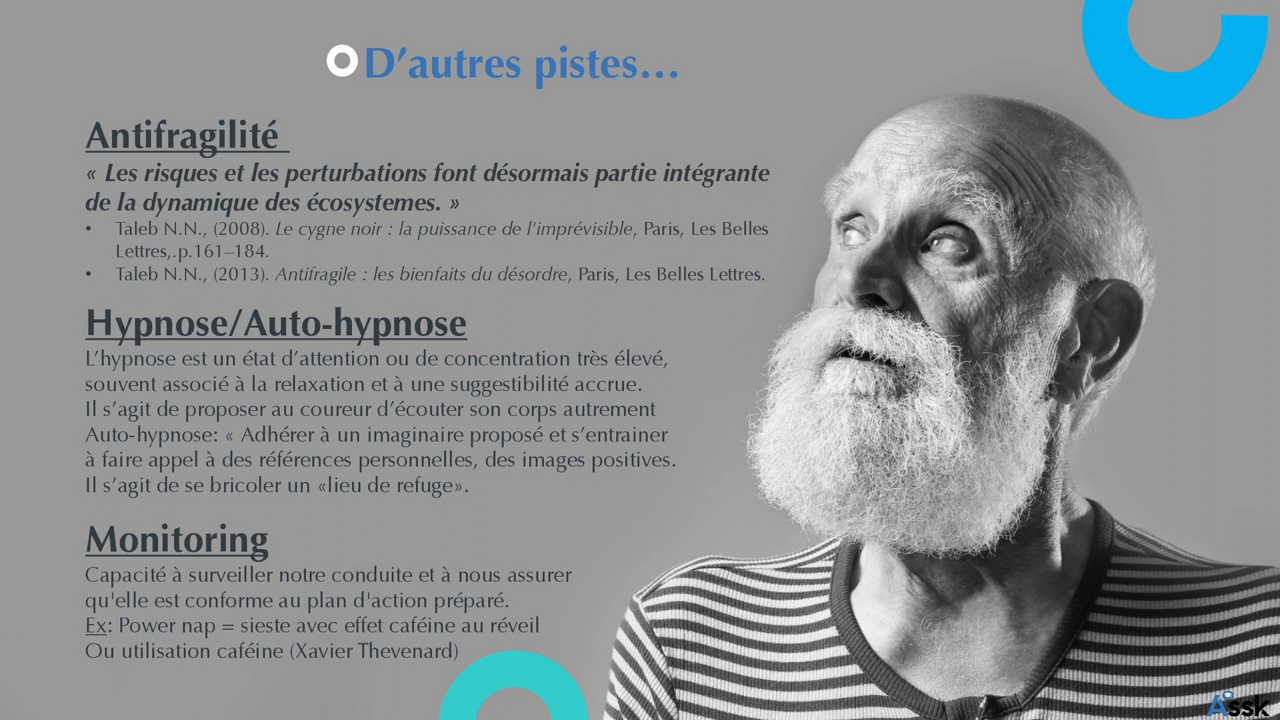 D’autres pistes…
Antifragilité
« Les risques et les perturbations font désormais partie intégrante
de la dynamique des écosystemes. »
• Taleb N.N., (2008). Le cygne noir : la puissance de l'imprévisible, Paris, Les Belles
Lettres,.p.161–184.
• Taleb N.N., (2013). Antifragile : les bienfaits du désordre, Paris, Les Belles Lettres.
Hypnose/Auto-hypnose
L’hypnose est un état d’attention ou de concentration très élevé,
souvent associé à la relaxation et à une suggestibilité accrue.
Il s’agit de proposer au coureur d’écouter son corps autrement
Auto-hypnose: « Adhérer à un imaginaire proposé et s’entrainer
à faire appel à des références personnelles, des images positives.
Il s’agit de se bricoler un «lieu de refuge».
Monitoring
Capacité à surveiller notre conduite et à nous assurer
qu'elle est conforme au plan d'action préparé.
Ex: Power nap = sieste avec effet caféine au réveil
Ou utilisation caféine (Xavier Thevenard)
Assk